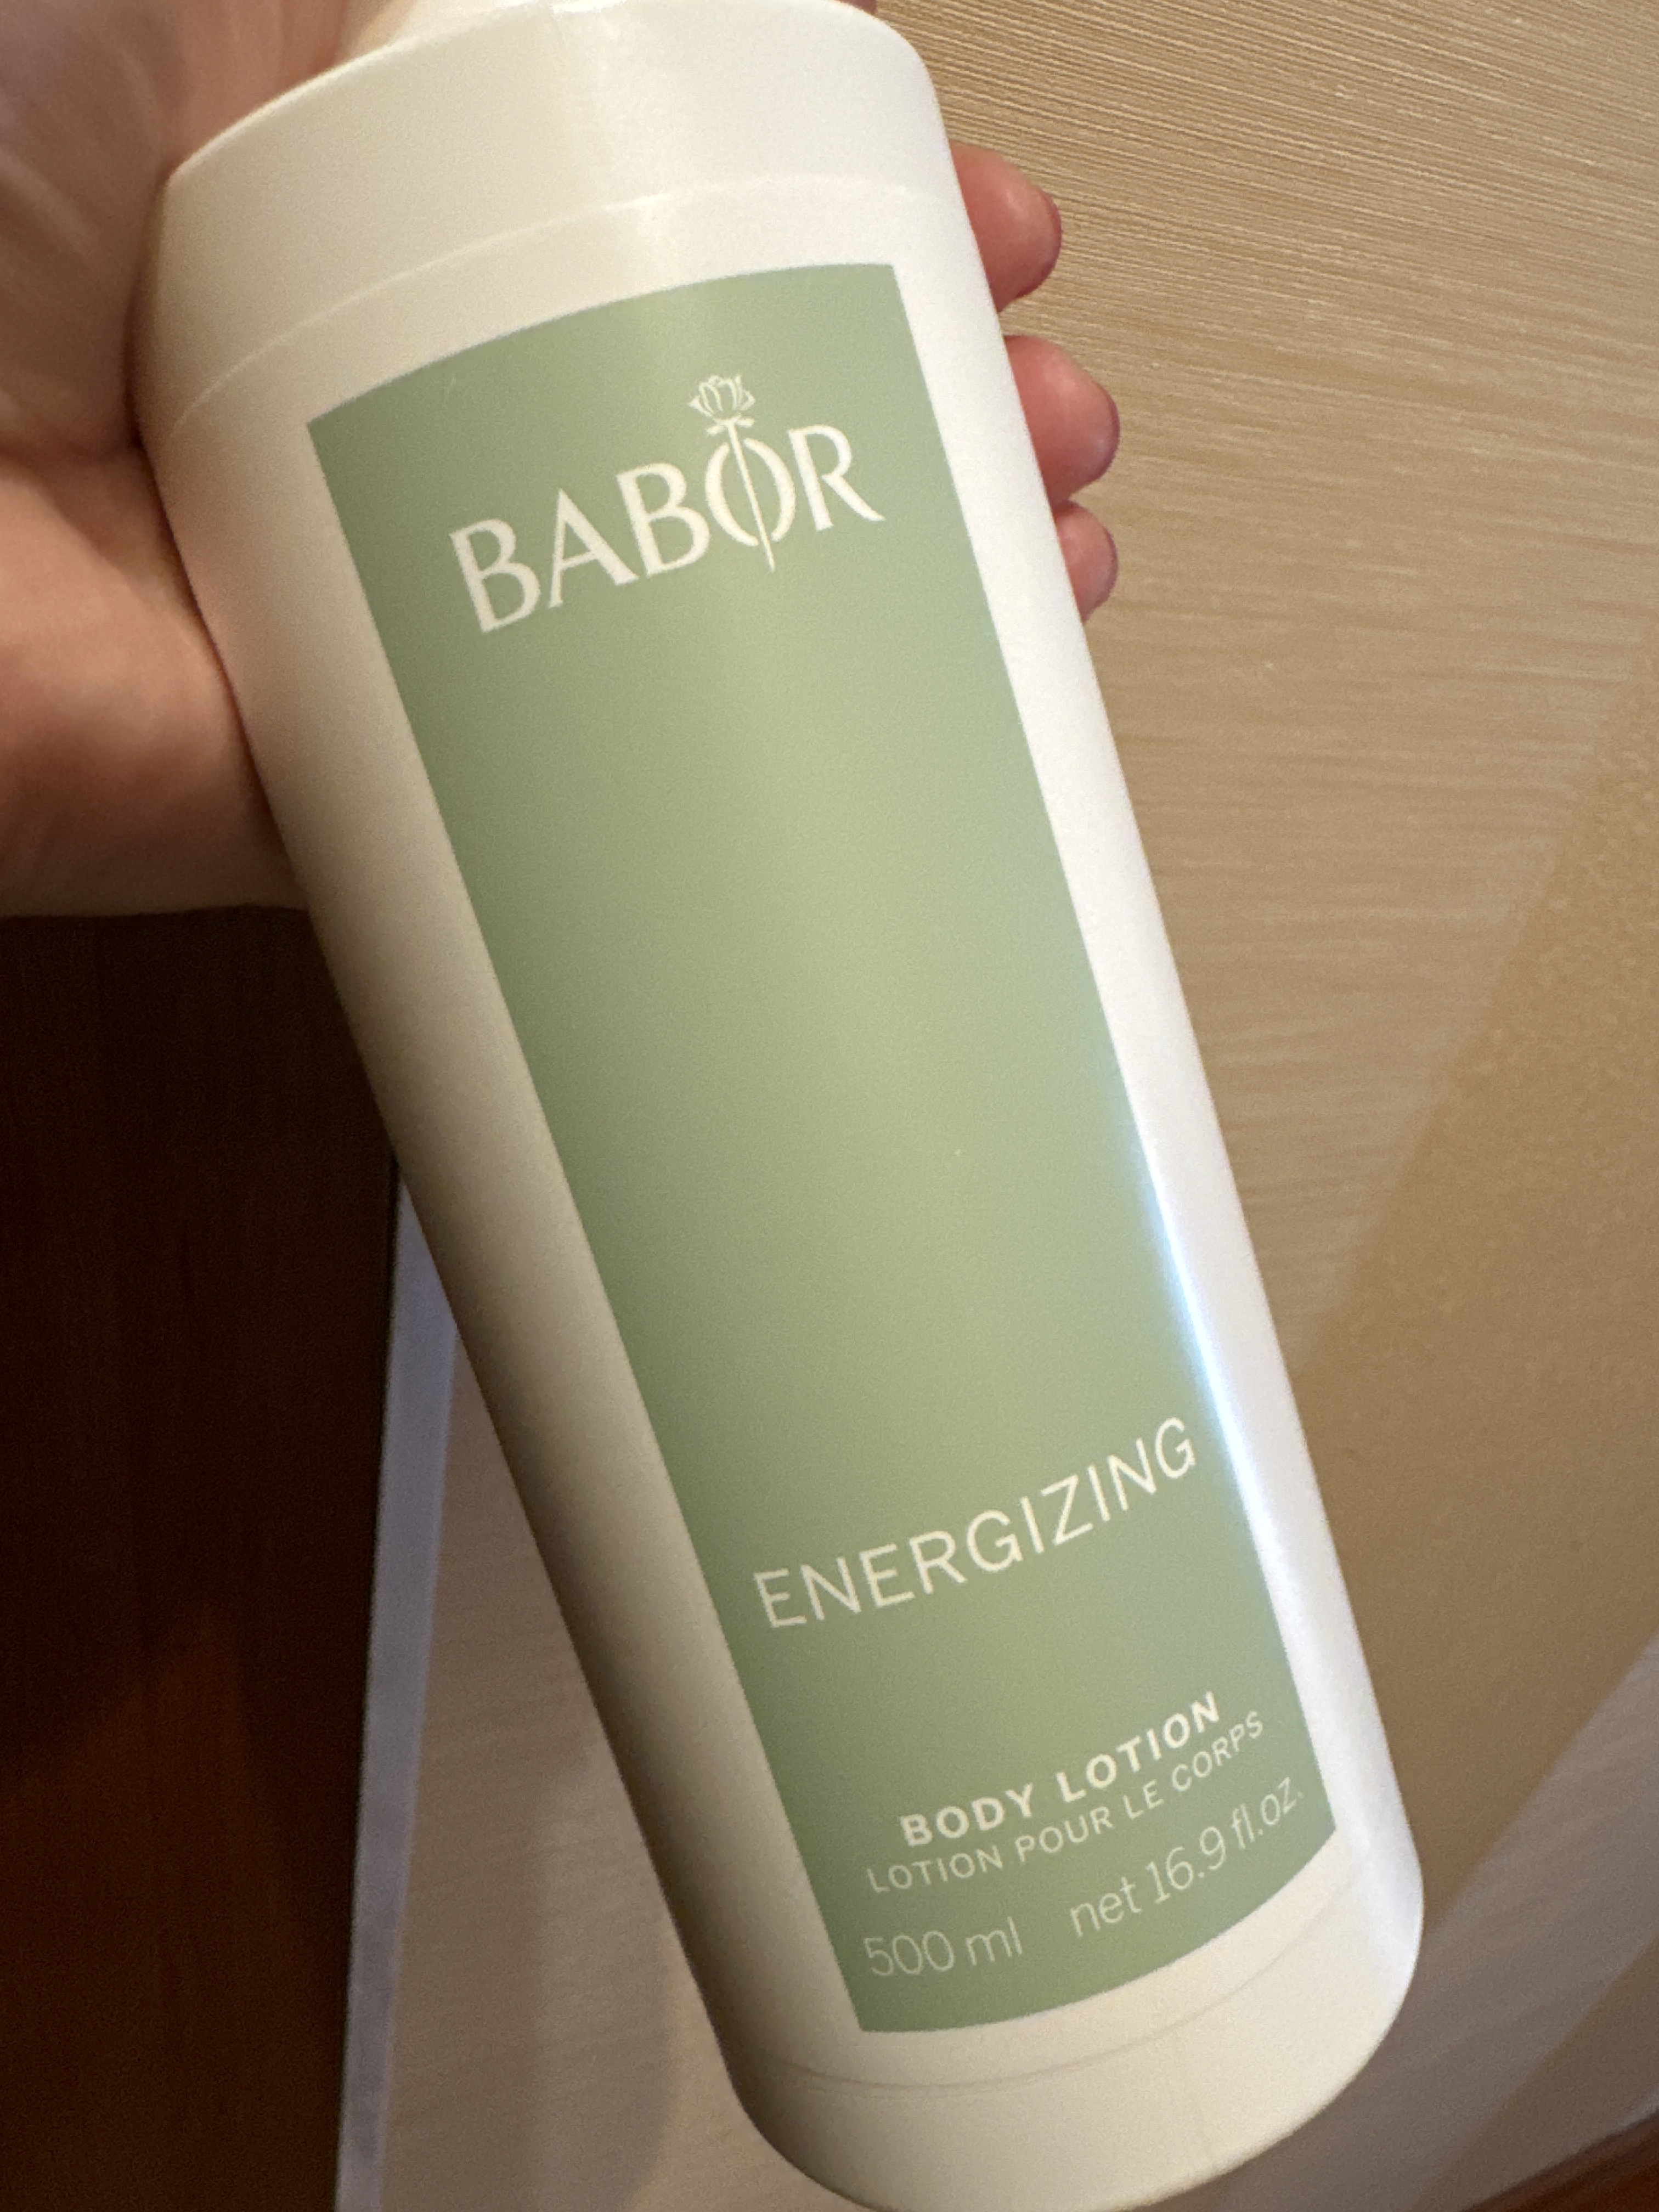 BABOR
ENERGIZING
BODY LOTION
LOTION POUR LE CORPS
500 ml net 16.9 fl.oz.